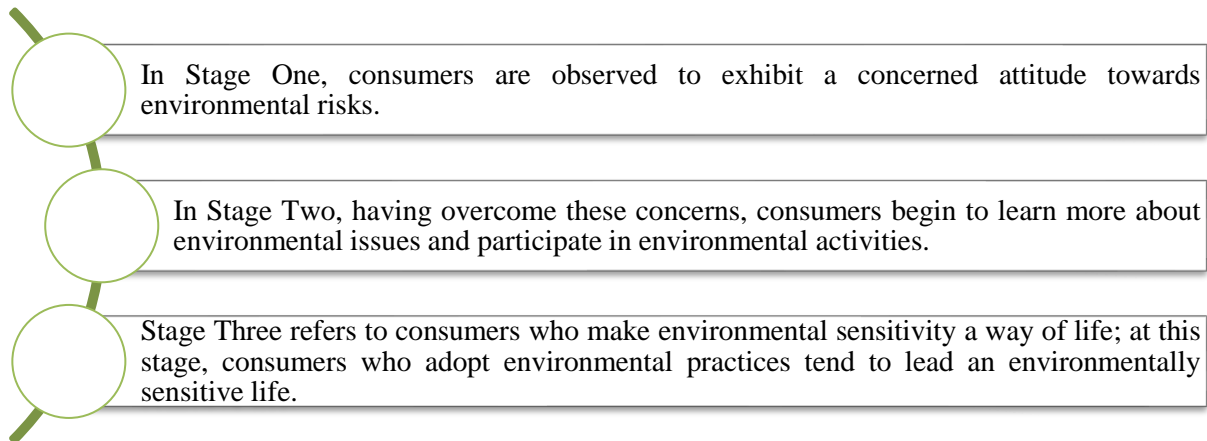 In Stage One, consumers are observed to exhibit a concerned attitude towards
environmental risks.
In Stage Two, having overcome these concerns, consumers begin to learn more about
environmental issues and participate in environmental activities.
Stage Three refers to consumers who make environmental sensitivity a way of life; at this
stage, consumers who adopt environmental practices tend to lead an environmentally
sensitive life.